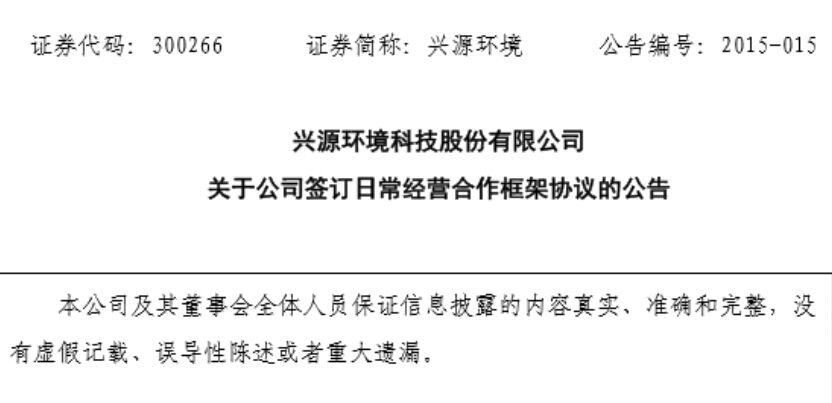 证券代码：300266 证券简称：兴源环境 公告编号：2015-015
兴源环境科技股份有限公司
关于公司签订日常经营合作框架协议的公告
本公司及其董事会全体人员保证信息披露的内容真实、准确和完整，没
有虚假记载、误导性陈述或者重大遗漏。